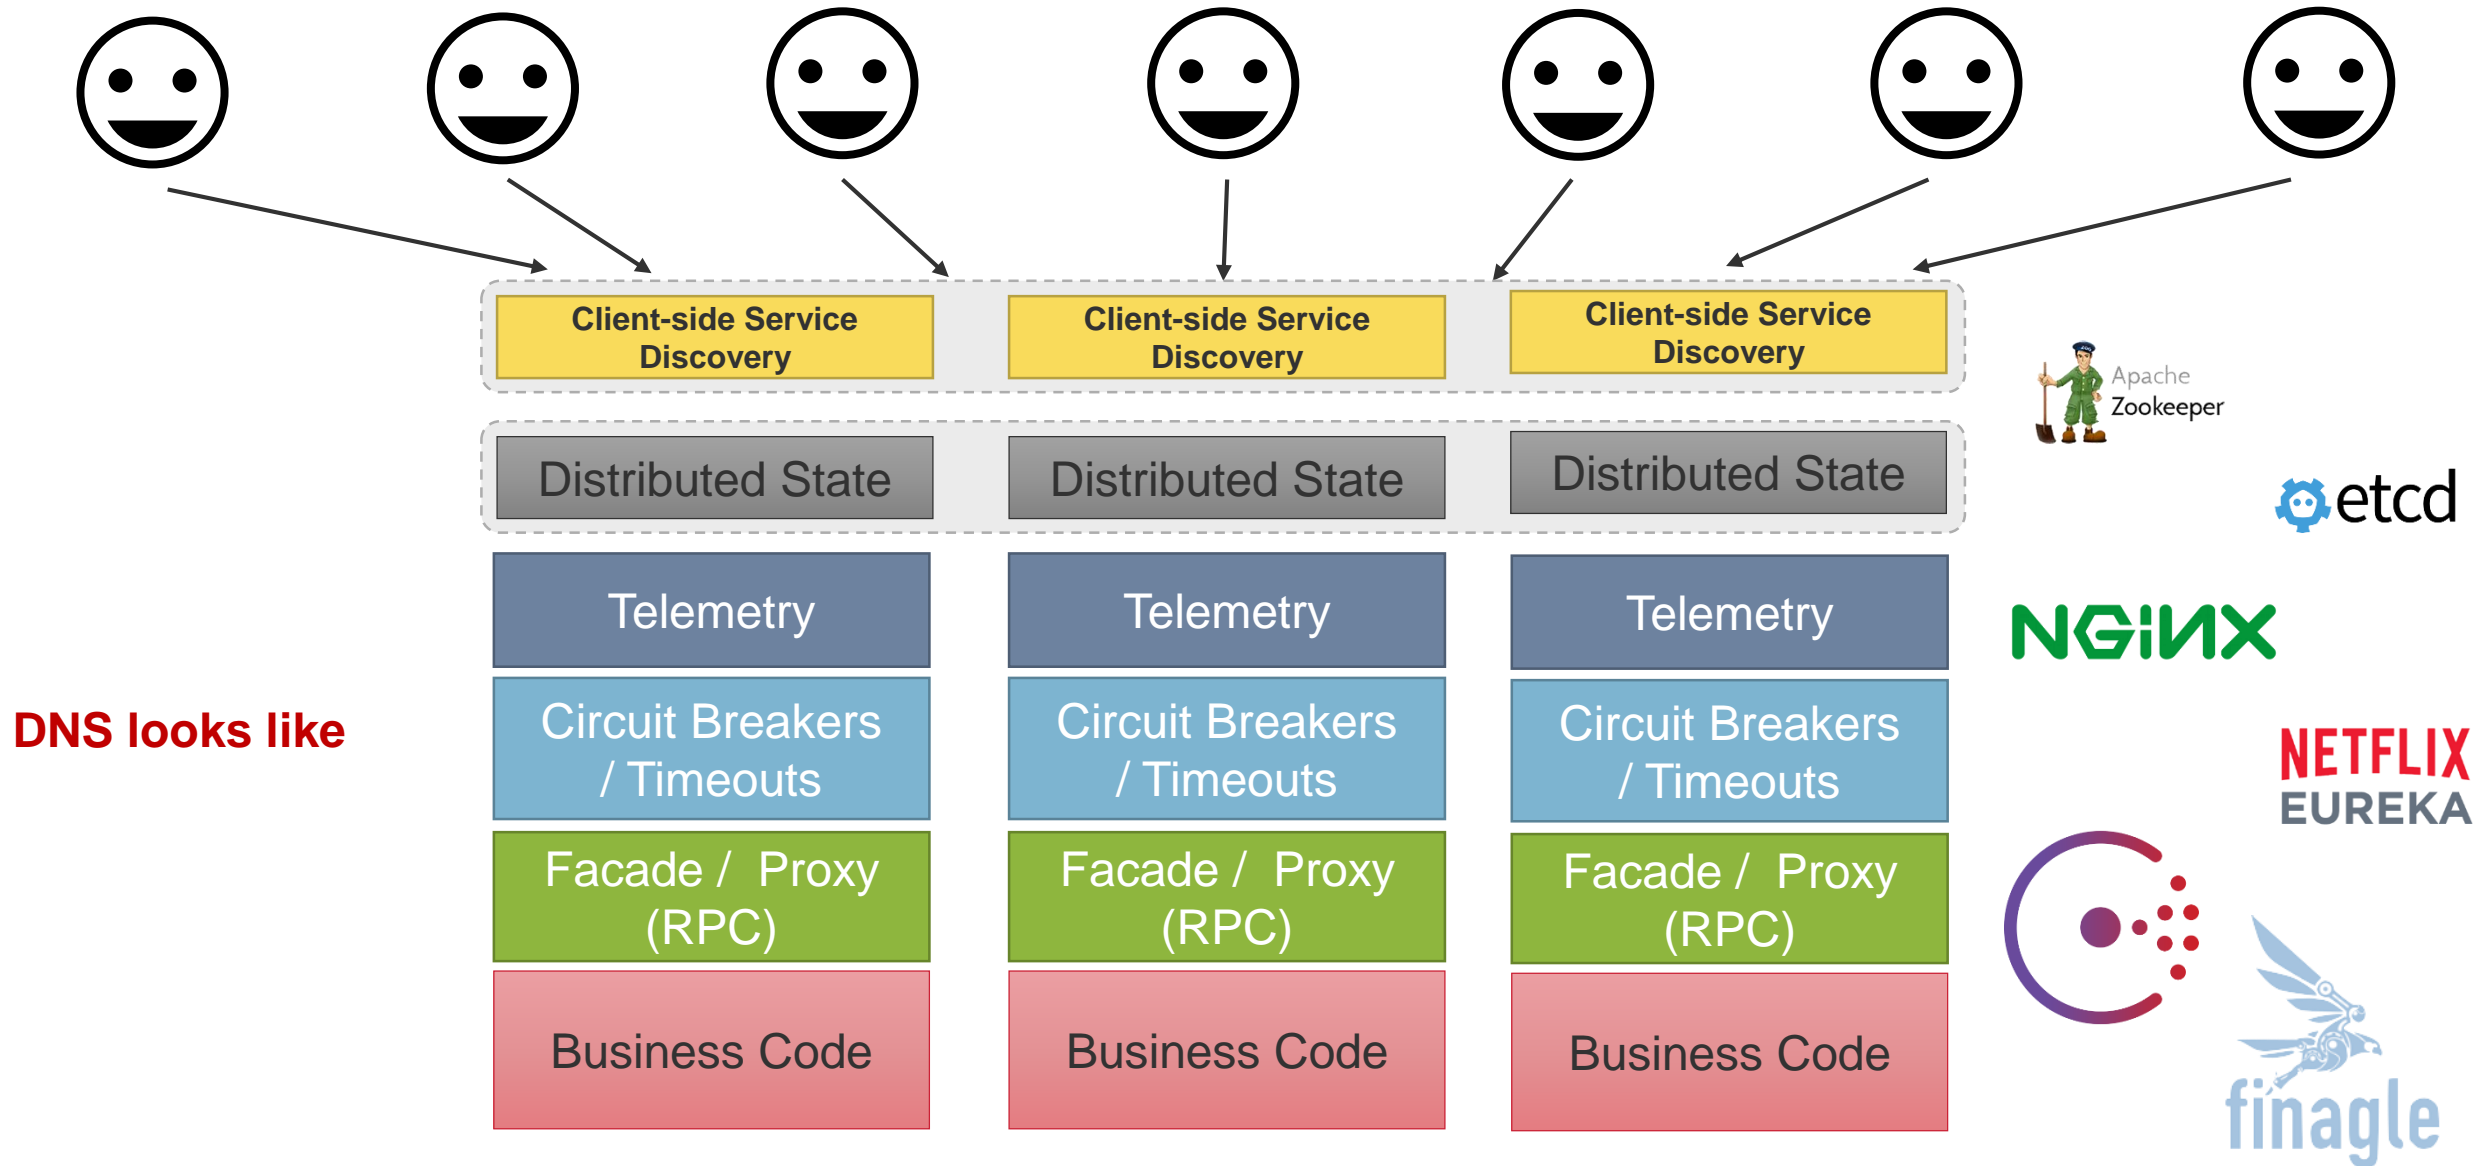 Client-side Service
Discovery
Client-side Service
Discovery
Client-side Service
Discovery
Apache
Zookeeper
Distributed State
Distributed State
Distributed State
etcd
Telemetry
Telemetry
Telemetry
NGINX
DNS looks like
Circuit Breakers
/ Timeouts
Circuit Breakers
/ Timeouts
Circuit Breakers
/ Timeouts
NETFLIX
EUREKA
Facade / Proxy
(RPC)
Facade / Proxy
(RPC)
Facade / Proxy
(RPC)
Business Code
Business Code
Business Code
finagle